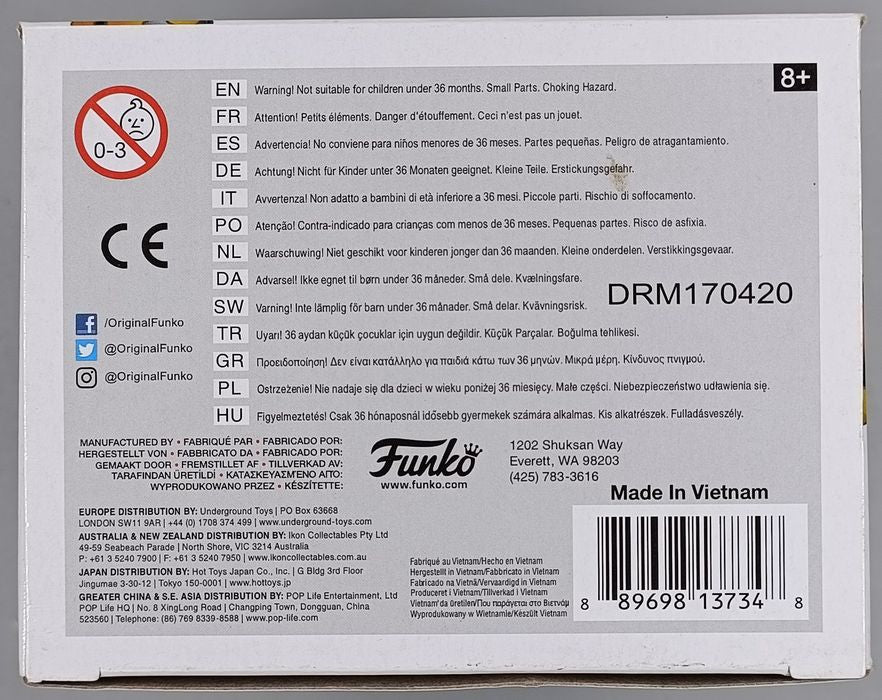 8+
0-3
EN Warning! Not suitable for children under 36 months. Small Parts. Choking Hazard.
FR Attention! Petits éléments. Danger d'étouffement. Ceci n'est pas un jouet.
ES Advertencia! No conviene para niños menores de 36 meses. Partes pequeñas. Peligro de atragantamiento.
DE Achtung! Nicht für Kinder unter 36 Monaten geeignet. Kleine Teile. Erstickungsgefahr.
IT Avvertenza! Non adatto a bambini di età inferiore a 36 mesi. Piccole parti. Rischio di soffocamento.
PO Atenção! Contra-indicado para crianças com menos de 36 meses. Pequenas partes. Risco de asfixia.
NL Waarschuwing! Niet geschikt voor kinderen jonger dan 36 maanden. Kleine onderdelen. Verstikkingsgevaar.
DA Advarsel! Ikke egnet til børn under 36 måneder. Små dele. Kvælningsfare.
SW Varning! Inte lämplig för barn under 36 månader. Små delar. Kvävningsrisk.
TR Uyarı! 36 aydan küçük çocuklar için uygun değildir. Küçük Parçalar. Boğulma tehlikesi.
GR Προειδοποίηση! Δεν είναι κατάλληλο για παιδιά κάτω των 36 μηνών. Μικρά μέρη. Κίνδυνος πνιγμού.
PL Ostrzeżenie! Nie nadaje się dla dzieci w wieku poniżej 36 miesięcy. Małe części. Niebezpieczeństwo udławienia się.
HU Figyelmeztetés! Csak 36 hónaposnál idősebb gyermekek számára alkalmas. Kis alkatrészek. Fulladásveszély.
CE
DRM170420
/OriginalFunko
@OriginalFunko
@OriginalFunko
MANUFACTURED BY • FABRIQUÉ PAR • FABRICADO POR:
HERGESTELLT VON • FABBRICATO DA • FABRICADO POR:
GEMAAKT DOOR • FREMSTILLET AF • TILLVERKAD AV:
TARAFINDAN ÜRETİLDİ • ΚΑΤΑΣΚΕΥΑΣΜΈΝΟ ΑΠΌ:
WYPRODUKOWANO PRZEZ • KÉSZÍTETTE:
Funko
www.funko.com
1202 Shuksan Way
Everett, WA 98203
(425) 783-3616
Made In Vietnam
EUROPE DISTRIBUTION BY: Underground Toys | PO Box 63668
LONDON SW11 9AR | +44 (0) 1708 374 499 | www.underground-toys.com
AUSTRALIA & NEW ZEALAND DISTRIBUTION BY: Ikon Collectables Pty Ltd
49-59 Seabeach Parade | North Shore, VIC 3214 Australia
P: +61 3 5240 7900 | F: +61 3 5240 7950 | www.ikoncollectables.com.au
JAPAN DISTRIBUTION BY: Hot Toys Japan Co., Inc. | G Bldg 3rd Floor
Jingumae 3-30-12 | Tokyo 150-0001 | www.hottoys.jp
GREATER CHINA & S.E. ASIA DISTRIBUTION BY: POP Life Entertainment, Ltd
POP Life HQ | No. 8 XingLong Road | Changping Town, Dongguan, China
523560 | Telephone: (86) 769 8339-8588 | www.pop-life.com
Fabriqué au Vietnam/Hecho en Vietnam
Hergestellt in Vietnam/Fabbricato in Vietnam
Fabricado na Vietnã/Vervaardigd in Vietnam
Produceret i Vietnam/Tillverkad i Vietnam
Vietnam'da üretilen/Που παράγεται στο Βιετνάμ
Wyprodukowany w Wietnamie/Készült Vietnam
8 89698 13734 8